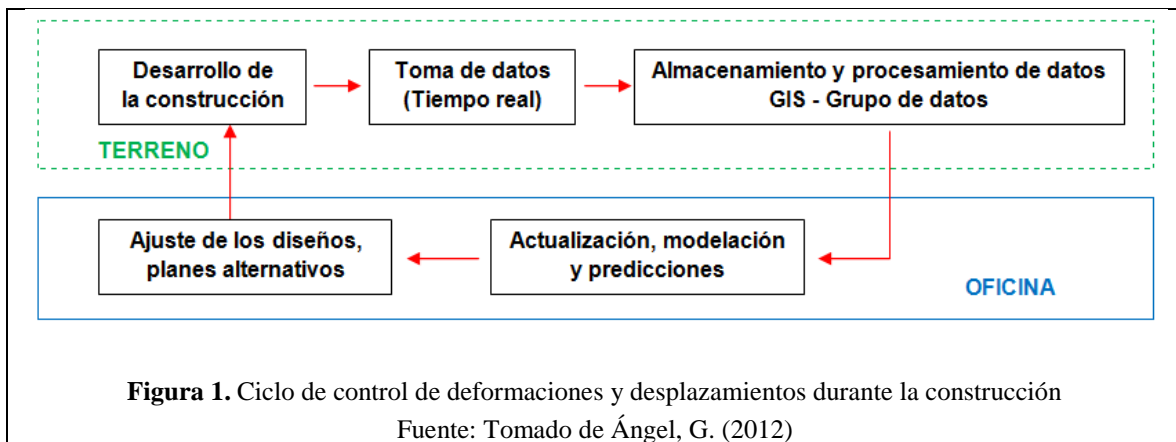 Desarrollo de
la construcción
Toma de datos
(Tiempo real)
Almacenamiento y procesamiento de datos
GIS - Grupo de datos
TERRENO
Ajuste de los diseños,
planes alternativos
Actualización, modelación
y predicciones
OFICINA
Figura 1. Ciclo de control de deformaciones y desplazamientos durante la construcción
Fuente: Tomado de Ángel, G. (2012)